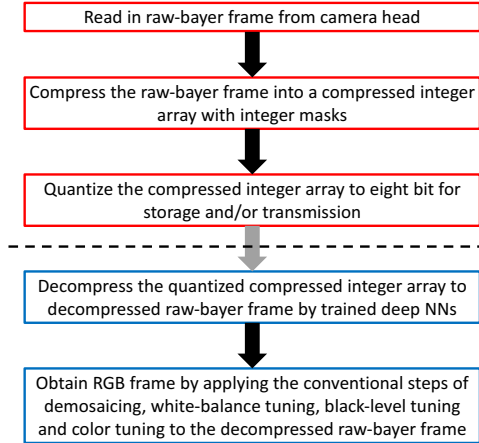 Read in raw-bayer frame from camera head
Compress the raw-bayer frame into a compressed integer
array with integer masks
Quantize the compressed integer array to eight bit for
storage and/or transmission
Decompress the quantized compressed integer array to
decompressed raw-bayer frame by trained deep NNs
Obtain RGB frame by applying the conventional steps of
demosaicing, white-balance tuning, black-level tuning
and color tuning to the decompressed raw-bayer frame